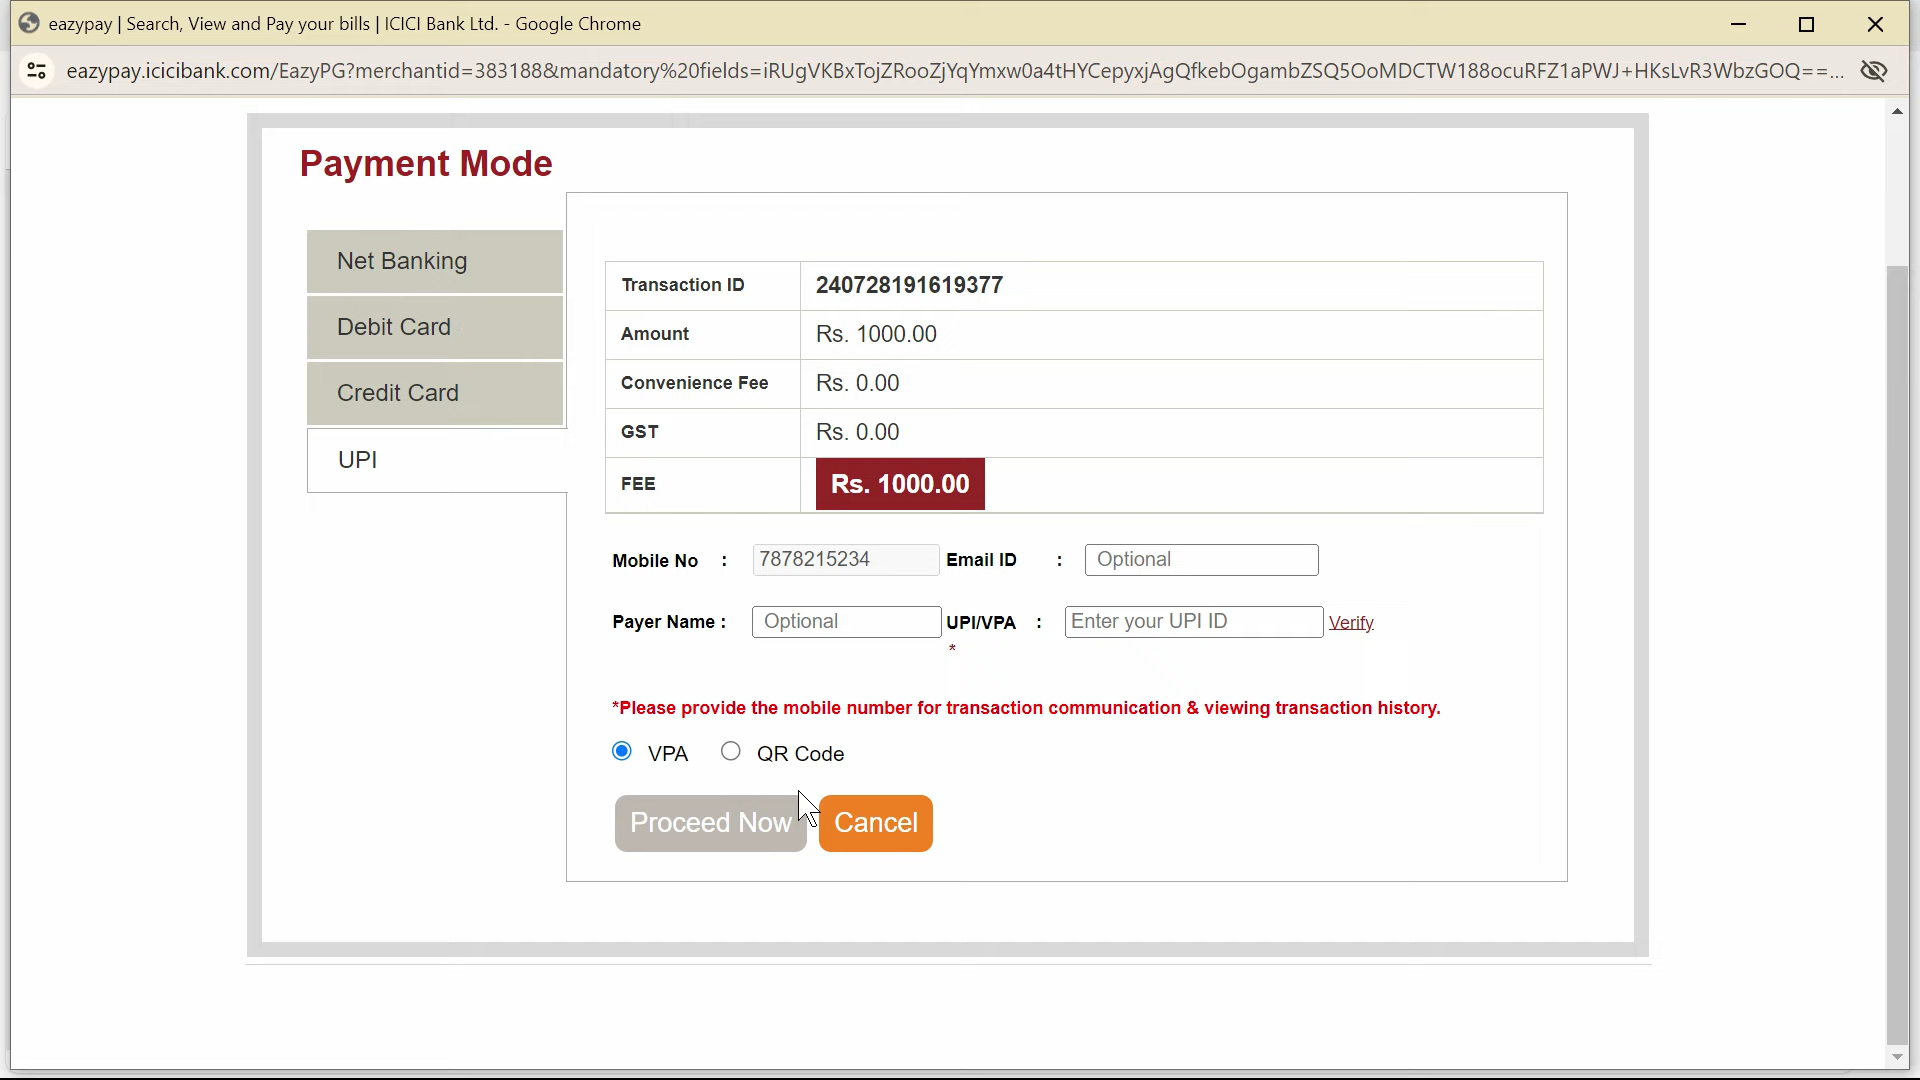 eazypay | Search, View and Pay your bills | ICICI Bank Ltd. - Google Chrome
eazypay.icicibank.com/EazyPG?merchantid=383188&mandatory%20fields=iRUgVKBxTojZRooZjYqYmxw0a4tHYCepyxjAgQfkebOgambZSQ5OoMDCTW188ocuRFZ1aPWJ+HKsLvR3WbzGOQ==...
Payment Mode
Net Banking
Debit Card
Credit Card
UPI
Transaction ID 240728191619377
Amount Rs. 1000.00
Convenience Fee Rs. 0.00
GST Rs. 0.00
FEE Rs. 1000.00
Mobile No : 7878215234 Email ID : Optional
Payer Name : Optional UPI/VPA : Enter your UPI ID Verify
*
*Please provide the mobile number for transaction communication & viewing transaction history.
VPA QR Code
Proceed Now Cancel